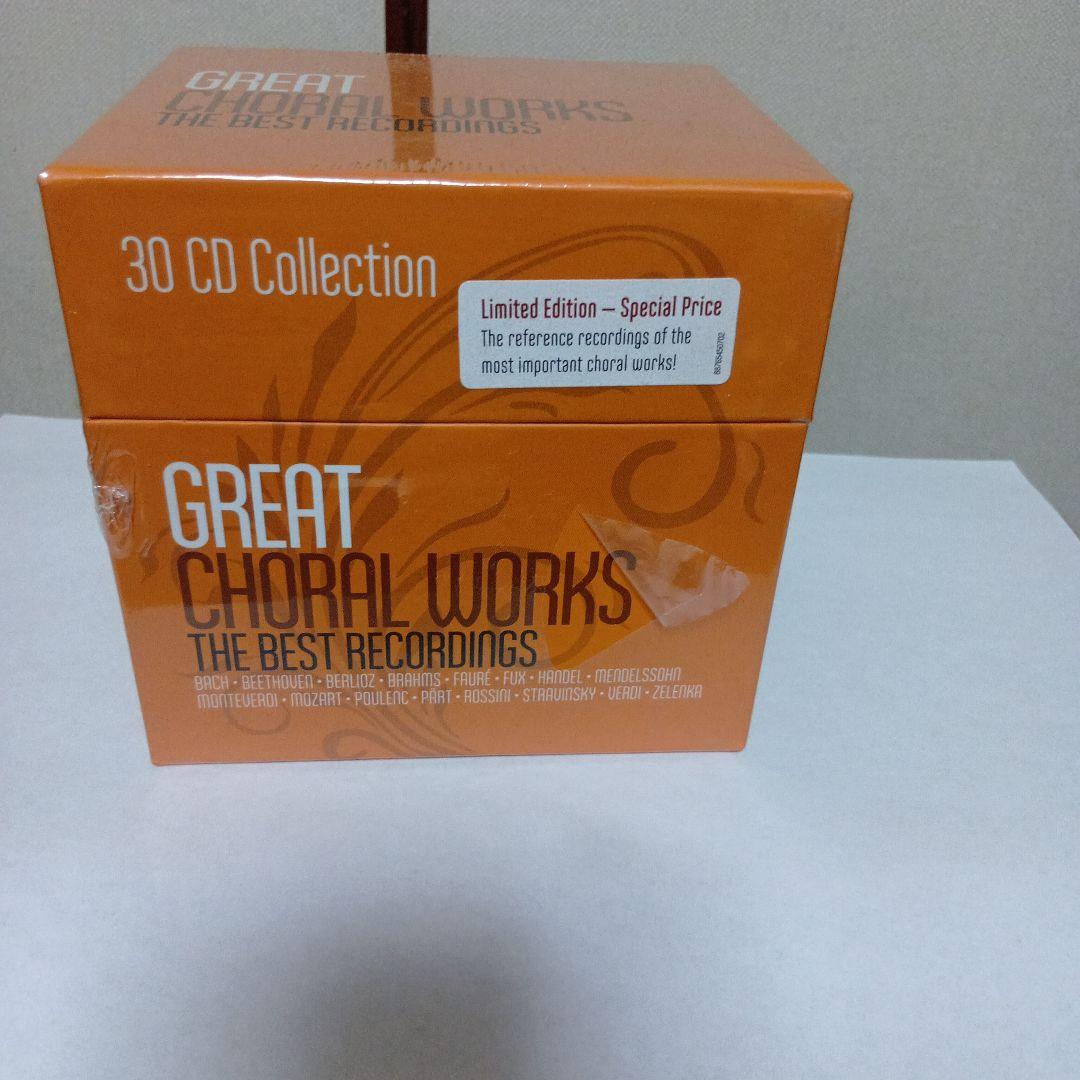 GREAT
CHORAL WORKS
THE BEST RECORDINGS
30 CD Collection
Limited Edition – Special Price
The reference recordings of the
most important choral works!
88765450702
GREAT
CHORAL WORKS
THE BEST RECORDINGS
BACH • BEETHOVEN • BERLIOZ • BRAHMS • FAURÉ • FUX • HANDEL • MENDELSSOHN
MONTEVERDI • MOZART • POULENC • PÄRT • ROSSINI • STRAVINSKY • VERDI • ZELENKA